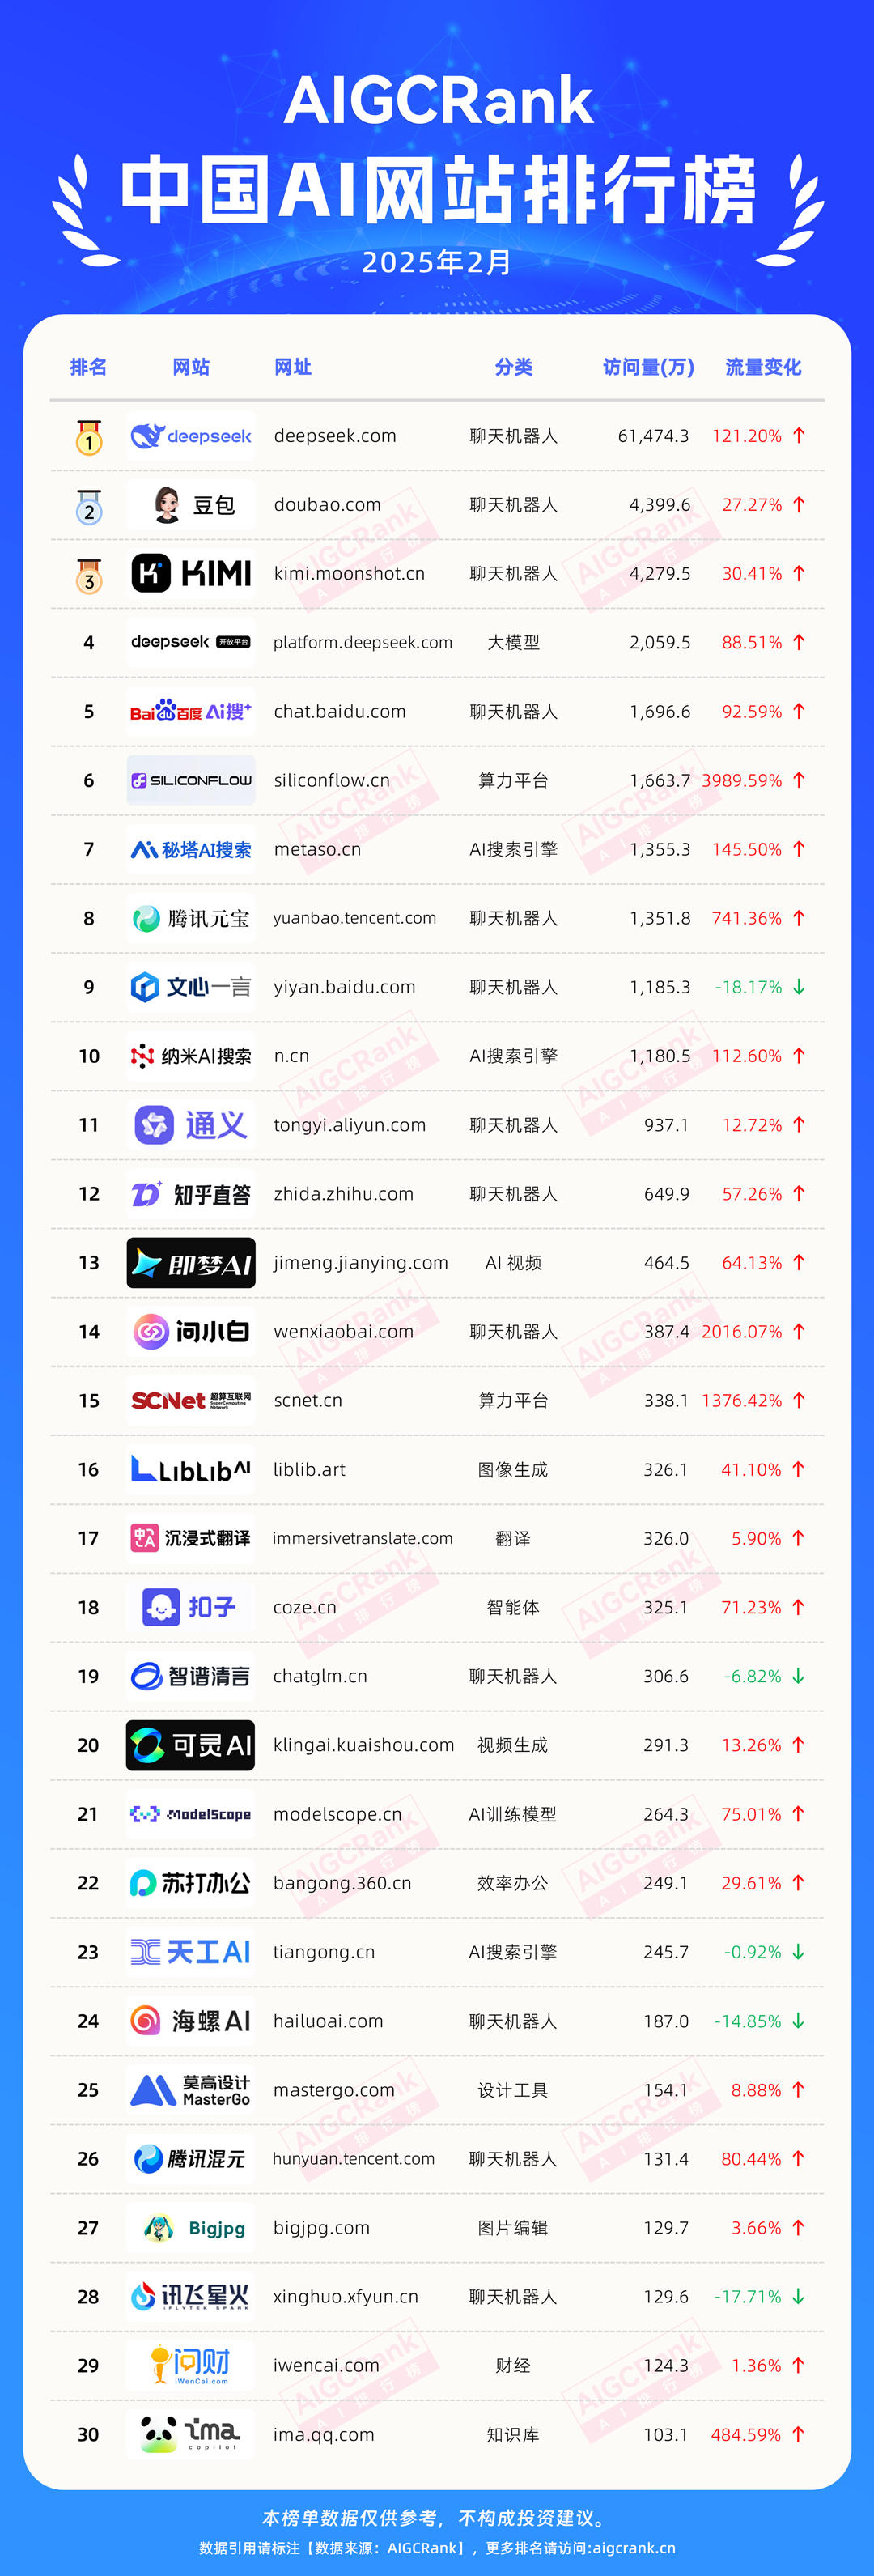 AIGCRank
中国AI网站排行榜
2025年2月
排名 网站 网址 分类 访问量(万) 流量变化
1 deepseek deepseek.com 聊天机器人 61,474.3 121.20% ↑
2 豆包 doubao.com 聊天机器人 4,399.6 27.27% ↑
3 KIMI kimi.moonshot.cn 聊天机器人 4,279.5 30.41% ↑
4 deepseek 开放平台 platform.deepseek.com 大模型 2,059.5 88.51% ↑
5 Bai du 百度 Ai搜+ chat.baidu.com 聊天机器人 1,696.6 92.59% ↑
6 SILICONFLOW siliconflow.cn 算力平台 1,663.7 3989.59% ↑
7 秘塔AI搜索 metaso.cn AI搜索引擎 1,355.3 145.50% ↑
8 腾讯元宝 yuanbao.tencent.com 聊天机器人 1,351.8 741.36% ↑
9 文心一言 yiyan.baidu.com 聊天机器人 1,185.3 -18.17% ↓
10 纳米AI搜索 n.cn AI搜索引擎 1,180.5 112.60% ↑
11 通义 tongyi.aliyun.com 聊天机器人 937.1 12.72% ↑
12 知乎直答 zhida.zhihu.com 聊天机器人 649.9 57.26% ↑
13 即梦AI jimeng.jianying.com AI 视频 464.5 64.13% ↑
14 问小白 wenxiaobai.com 聊天机器人 387.4 2016.07% ↑
15 SCNet 超算互联网 SuperComputing Network scnet.cn 算力平台 338.1 1376.42% ↑
16 LibLib AI liblib.art 图像生成 326.1 41.10% ↑
17 中A 沉浸式翻译 immersivetranslate.com 翻译 326.0 5.90% ↑
18 扣子 coze.cn 智能体 325.1 71.23% ↑
19 智谱清言 chatglm.cn 聊天机器人 306.6 -6.82% ↓
20 可灵AI klingai.kuaishou.com 视频生成 291.3 13.26% ↑
21 ModelScope modelscope.cn AI训练模型 264.3 75.01% ↑
22 苏打办公 bangong.360.cn 效率办公 249.1 29.61% ↑
23 天工AI tiangong.cn AI搜索引擎 245.7 -0.92% ↓
24 海螺AI hailuoai.com 聊天机器人 187.0 -14.85% ↓
25 莫高设计 MasterGo mastergo.com 设计工具 154.1 8.88% ↑
26 腾讯混元 hunyuan.tencent.com 聊天机器人 131.4 80.44% ↑
27 Bigjpg bigjpg.com 图片编辑 129.7 3.66% ↑
28 讯飞星火 IFLYTEK SPARK xinghuo.xfyun.cn 聊天机器人 129.6 -17.71% ↓
29 问财 iWenCai.com iwencai.com 财经 124.3 1.36% ↑
30 ima copilot ima.qq.com 知识库 103.1 484.59% ↑
AIGCRank
AI排行榜
本榜单数据仅供参考，不构成投资建议。
数据引用请标注【数据来源：AIGCRank】，更多排名请访问:aigcrank.cn